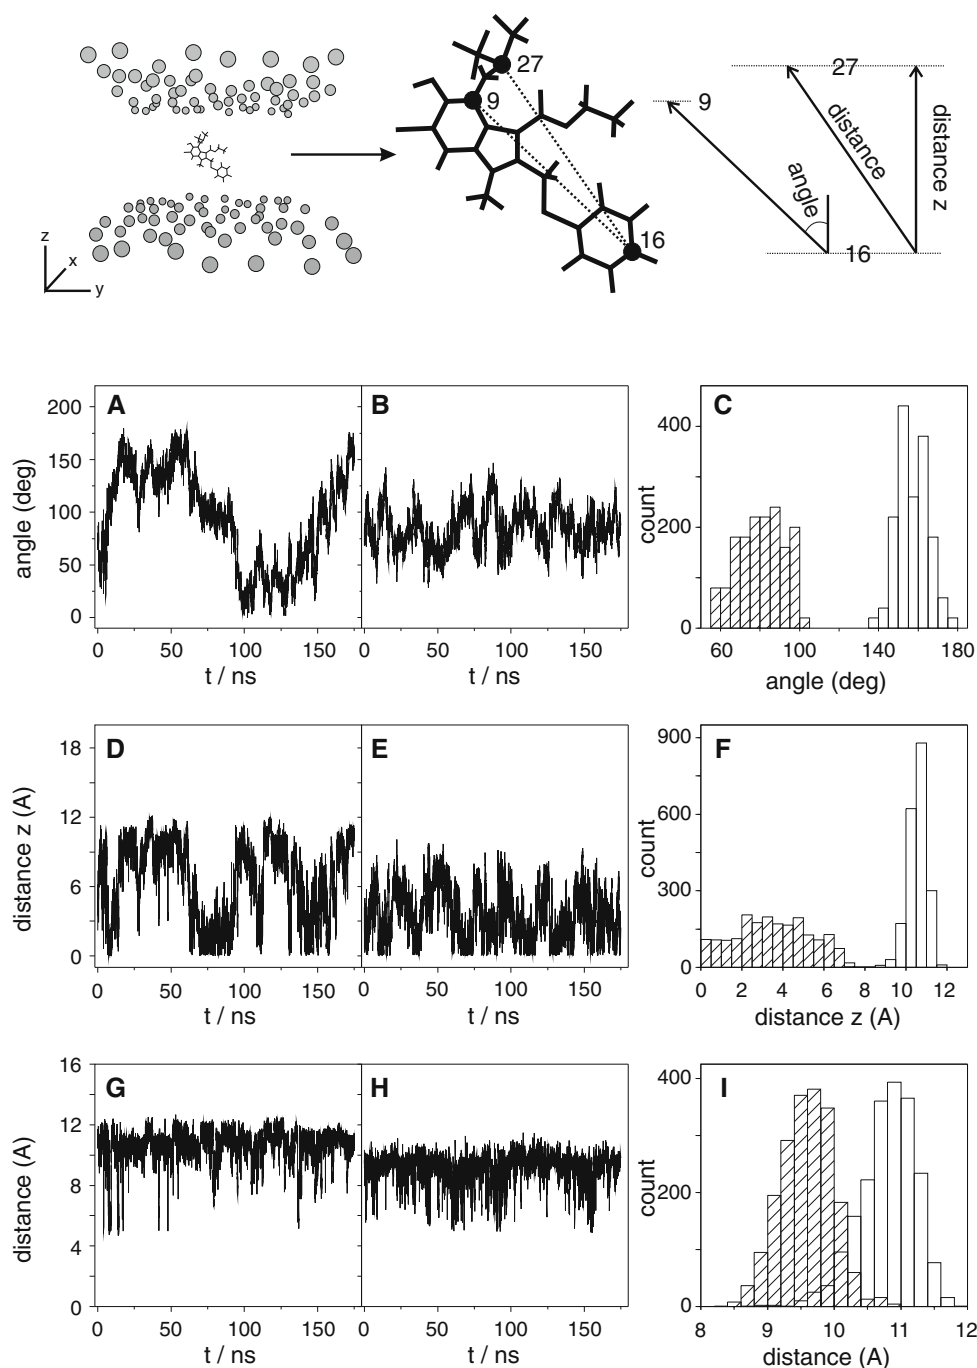 27
9
16
z
x
y
27
9
distance
distance z
angle
16
A
B
C
angle (deg)
200
150
100
50
0
count
400
200
0
0 50 100 150
0 50 100 150
60 100 140 180
t / ns
t / ns
angle (deg)
D
E
F
distance z (A)
18
12
6
0
count
900
600
300
0
0 50 100 150
0 50 100 150
0 2 4 6 8 10 12
t / ns
t / ns
distance z (A)
G
H
I
distance (A)
16
12
8
4
0
count
400
200
0
0 50 100 150
0 50 100 150
8 9 10 11 12
t / ns
t / ns
distance (A)